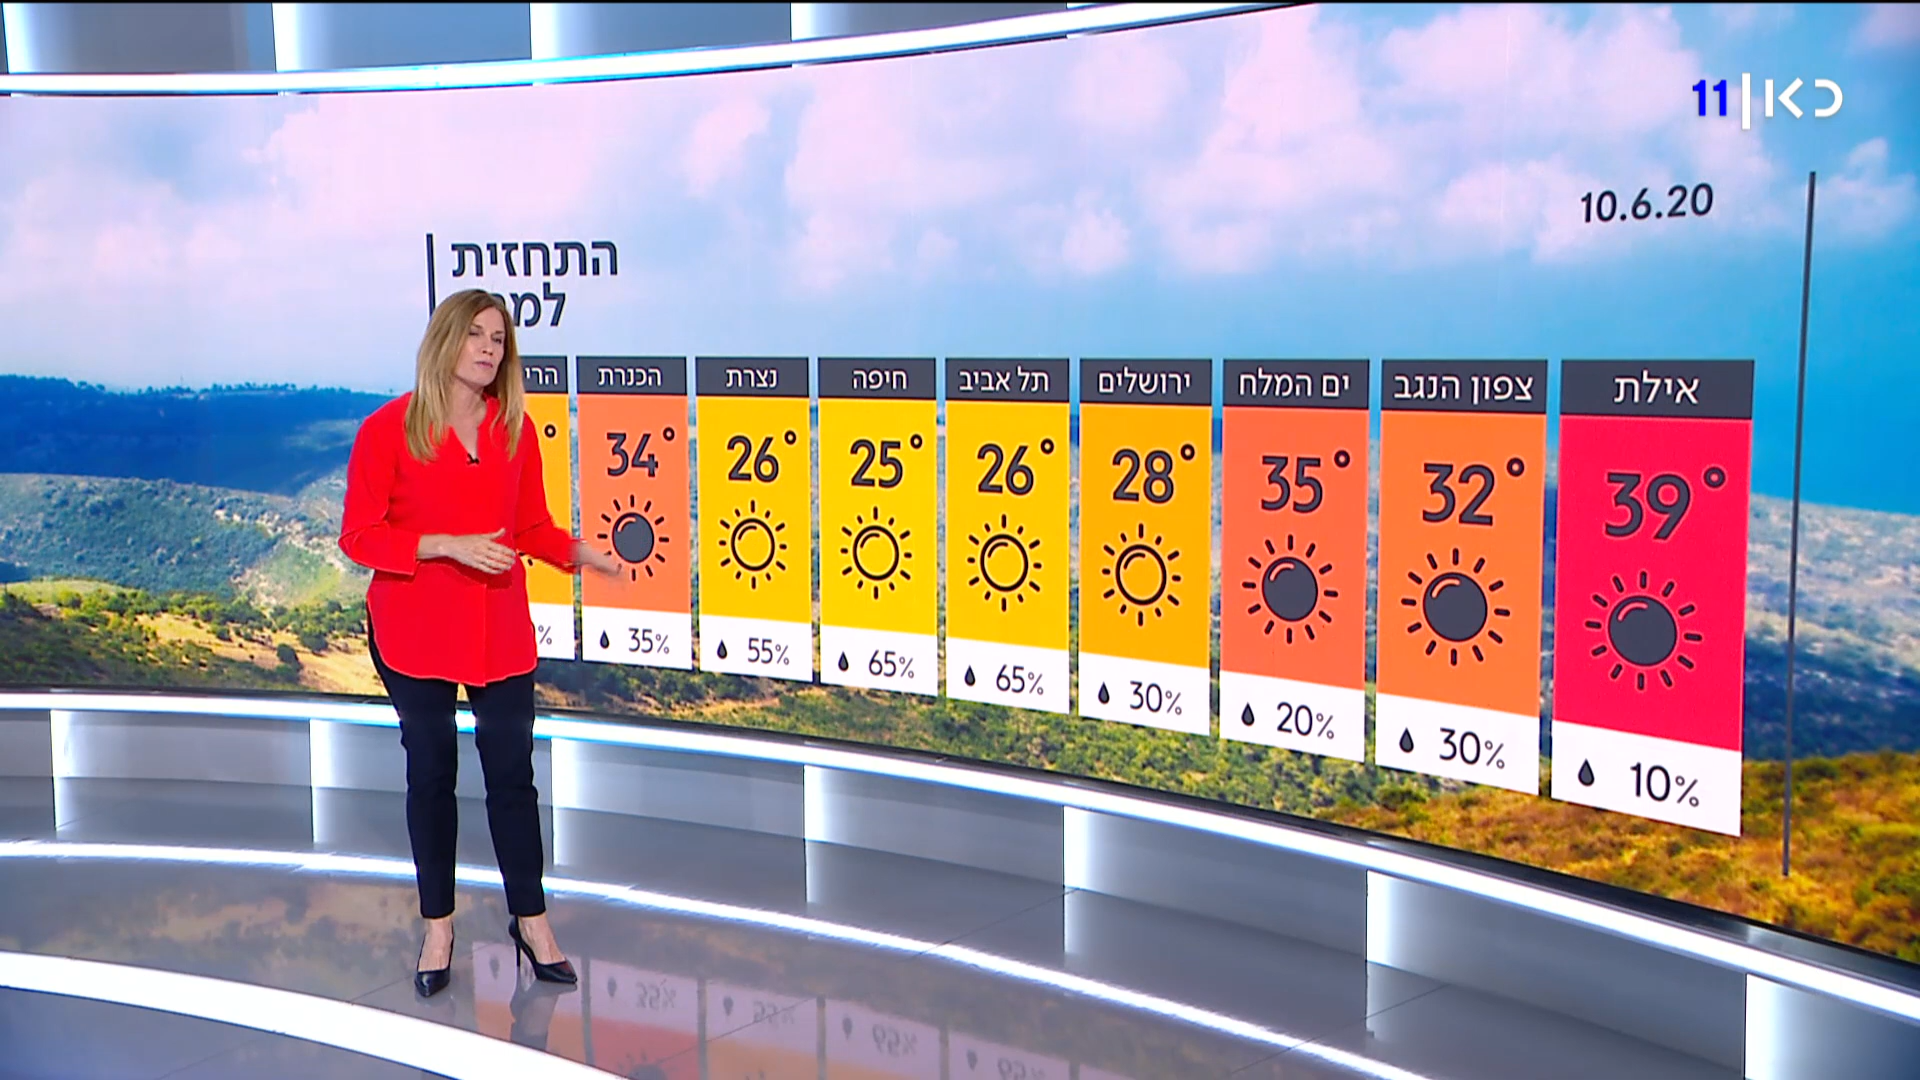 כאן | 11
10.6.20
התחזית
אילת
39°
10%
צפון הנגב
32°
30%
ים המלח
35°
20%
ירושלים
28°
30%
תל אביב
26°
65%
חיפה
25°
65%
נצרת
26°
55%
הכנרת
34°
35%